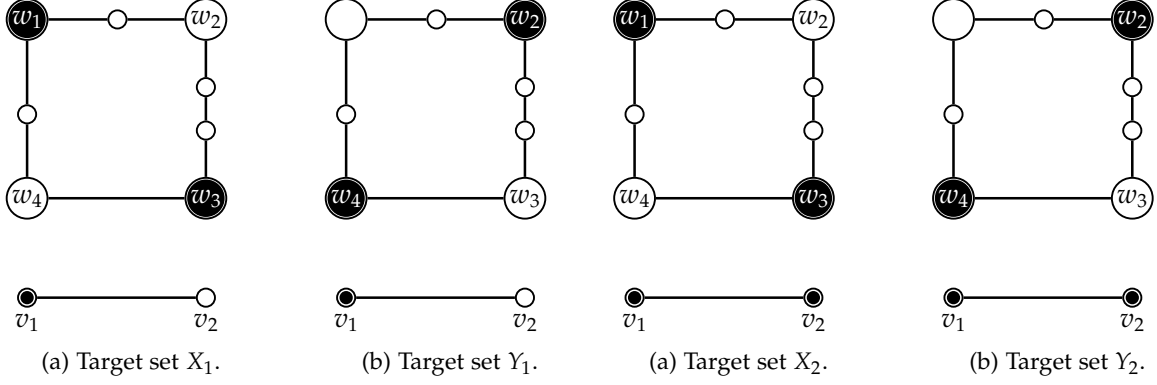 w₁ w₂ w₂ w₁ w₂ w₂
w₄ w₃ w₄ w₃ w₄ w₃ w₄ w₃
v₁ v₂ v₁ v₂ v₁ v₂ v₁ v₂
(a) Target set X₁. (b) Target set Y₁. (a) Target set X₂. (b) Target set Y₂.